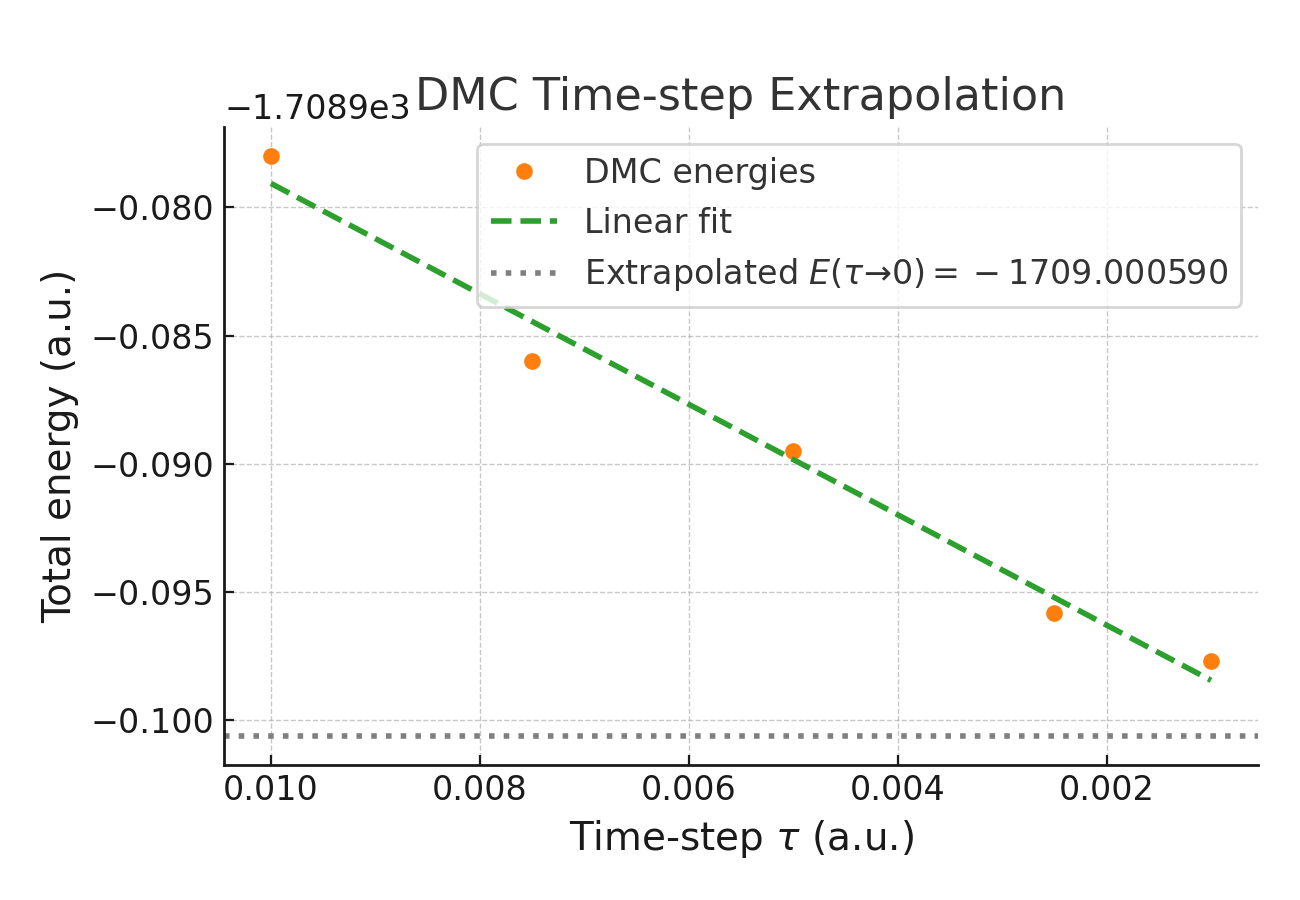 DMC Time-step Extrapolation
−1.7089e3
DMC energies
Linear fit
Extrapolated E(τ→0) = − 1709.000590
−0.080
−0.085
−0.090
−0.095
−0.100
Total energy (a.u.)
0.010 0.008 0.006 0.004 0.002
Time-step τ (a.u.)